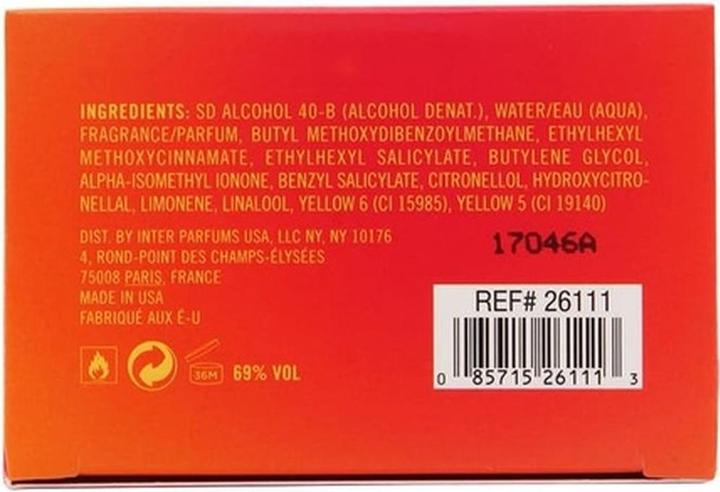 INGREDIENTS: SD ALCOHOL 40-B (ALCOHOL DENAT.), WATER/EAU (AQUA),
FRAGRANCE/PARFUM, BUTYL METHOXYDIBENZOYLMETHANE, ETHYLHEXYL
METHOXYCINNAMATE, ETHYLHEXYL SALICYLATE, BUTYLENE GLYCOL,
ALPHA-ISOMETHYL IONONE, BENZYL SALICYLATE, CITRONELLOL, HYDROXYCITRO-
NELLAL, LIMONENE, LINALOOL, YELLOW 6 (CI 15985), YELLOW 5 (CI 19140)
DIST. BY INTER PARFUMS USA, LLC NY, NY 10176
4, ROND-POINT DES CHAMPS-ÉLYSÉES
75008 PARIS, FRANCE
MADE IN USA
FABRIQUÉ AUX É-U
36M 69% VOL
17046A
REF# 26111
0 85715 26111 3